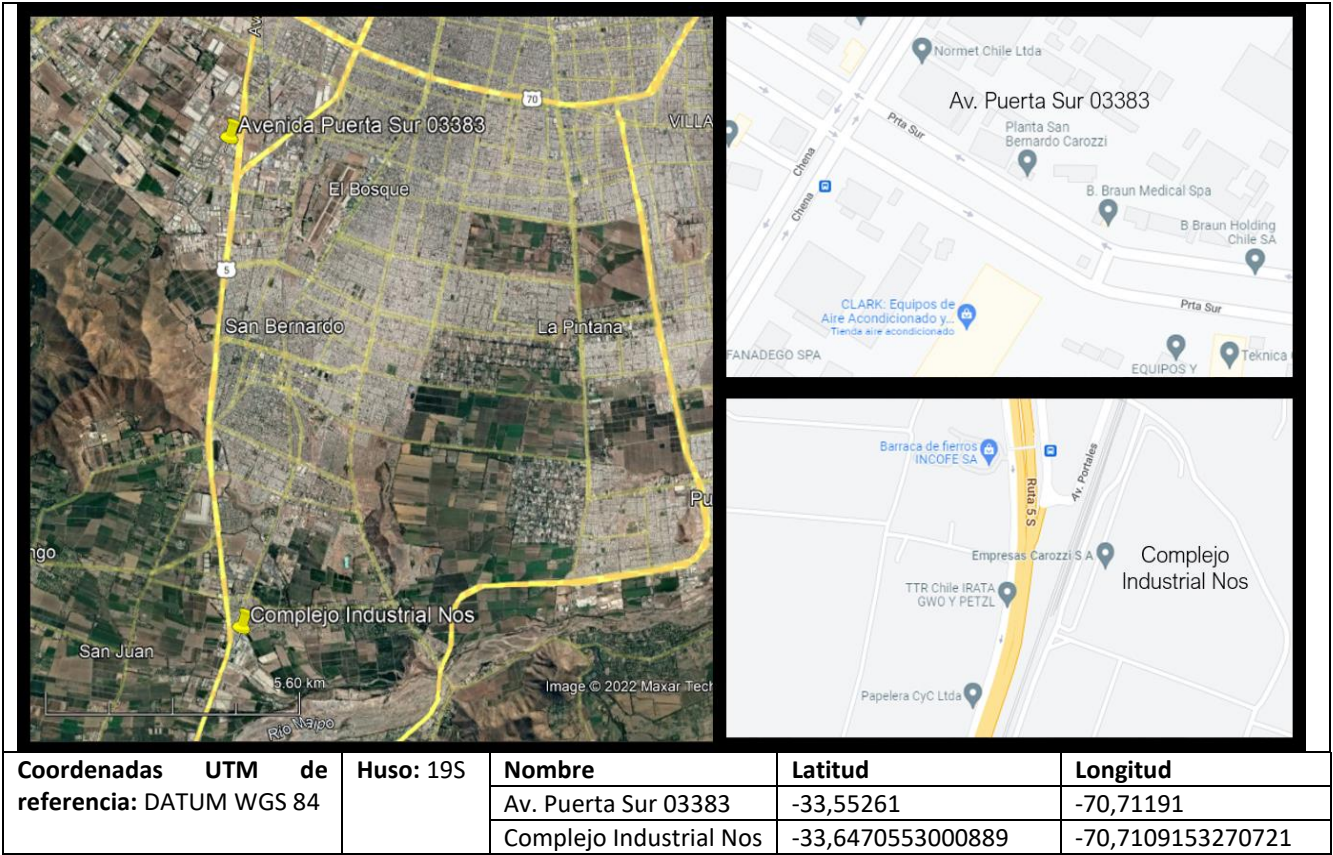 Av
70
Avenida Puerta Sur 03383
VILLA
El Bosque
5
San Bernardo
La Pintana
Pu
ngo
Complejo Industrial Nos
San Juan
5.60 km
Image © 2022 Maxar Tech
Río Maipo
Normet Chile Ltda
Av. Puerta Sur 03383
Prta Sur
Planta San
Bernardo Carozzi
Chena
Chena
B. Braun Medical Spa
B Braun Holding
Chile SA
CLARK: Equipos de
Aire Acondicionado y...
Tienda aire acondicionado
Prta Sur
FANADEGO SPA
EQUIPOS Y
Teknica
Barraca de fierros
INCOFE SA
Av. Portales
Ruta 5 S
Empresas Carozzi S.A
Complejo
Industrial Nos
TTR Chile IRATA
GWO Y PETZL
Papelera CyC Ltda
Coordenadas UTM de
referencia: DATUM WGS 84
Huso: 19S
Nombre Latitud Longitud
Av. Puerta Sur 03383 -33,55261 -70,71191
Complejo Industrial Nos -33,6470553000889 -70,7109153270721